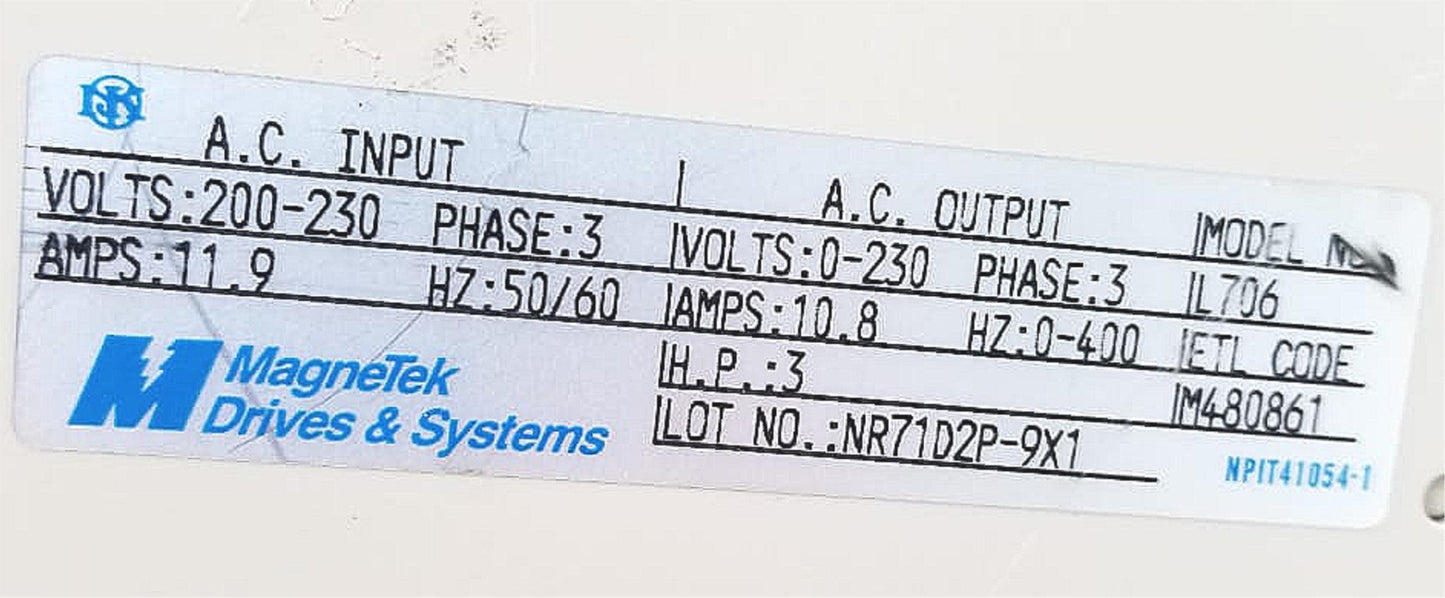 A.C. INPUT A.C. OUTPUT MODEL
VOLTS:200-230 PHASE:3 VOLTS:0-230 PHASE:3 L706
AMPS:11.9 HZ:50/60 AMPS:10.8 HZ:0-400 ETL CODE
H.P.:3 M480861
LOT NO.:NR71D2P-9X1
MagneTek
Drives & Systems
NPIT41054-1